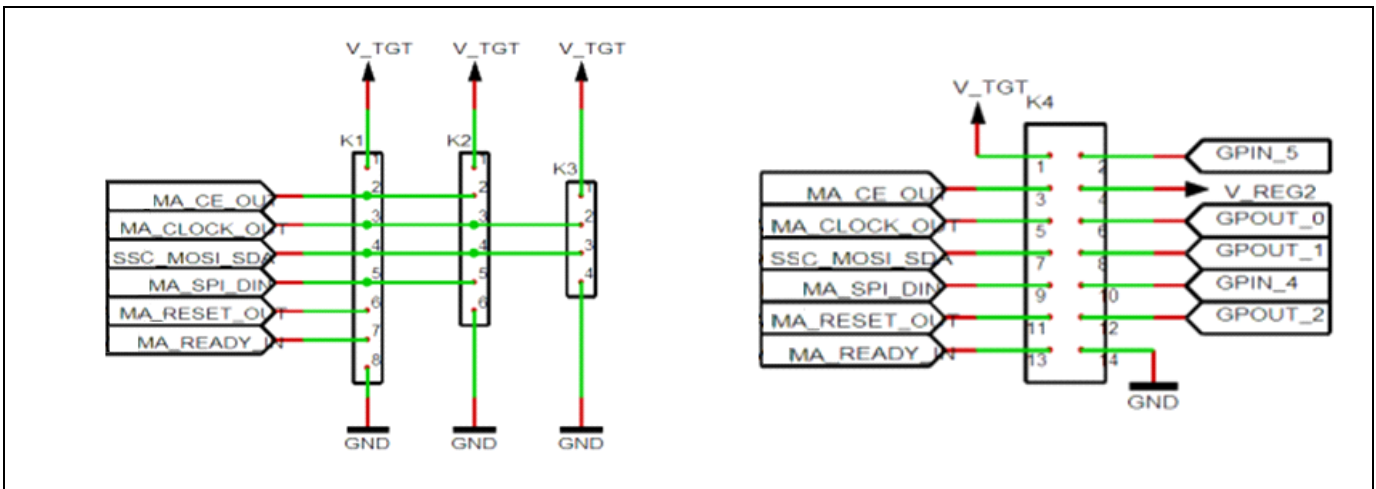 V_TGT V_TGT V_TGT
K1 K2 K3
1 1 1
MA_CE_OUT 2 2
MA_CLOCK_OUT 3 3 2
SSC_MOSI_SDA 4 4 3
MA_SPI_DIN 5 5 4
MA_RESET_OUT 6 6
MA_READY_IN 7
8
GND GND GND
V_TGT K4
1 2 GPIN_5
MA_CE_OUT 3 4 V_REG2
MA_CLOCK_OUT 5 6 GPOUT_0
SSC_MOSI_SDA 7 8 GPOUT_1
MA_SPI_DIN 9 10 GPIN_4
MA_RESET_OUT 11 12 GPOUT_2
MA_READY_IN 13 14
GND